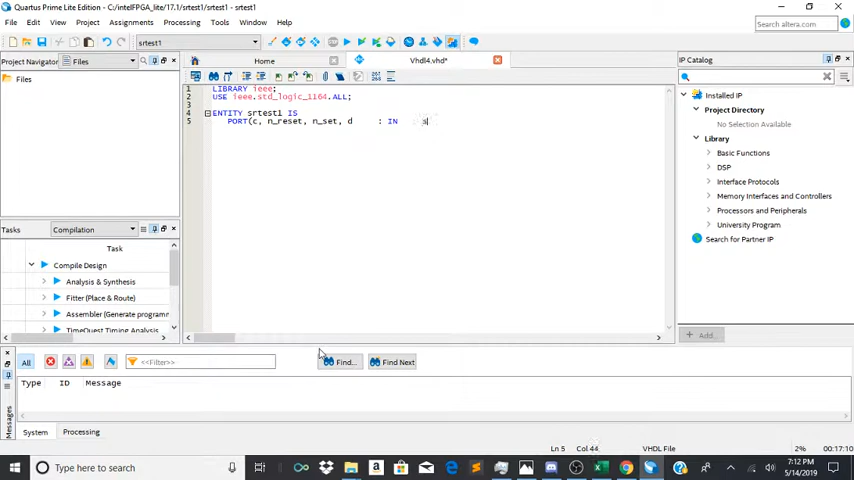 Quartus Prime Lite Edition - C:/intelFPGA_lite/17.1/srtest1/srtest1 - srtest1
File Edit View Project Assignments Processing Tools Window Help
Search altera.com
srtest1
Project Navigator Files
Files
Home
Vhdl4.vhd*
IP Catalog
1 LIBRARY ieee;
2 USE ieee.std_logic_1164.ALL;
3
4 ENTITY srtest1 IS
5 PORT(c, n_reset, n_set, d : IN s
Installed IP
Project Directory
No Selection Available
Library
Basic Functions
DSP
Interface Protocols
Memory Interfaces and Controllers
Processors and Peripherals
University Program
Search for Partner IP
+ Add...
Tasks Compilation
Task
Compile Design
Analysis & Synthesis
Fitter (Place & Route)
Assembler (Generate programm
TimeQuest Timing Analysis
All
<<Filter>>
Find...
Find Next
Type ID Message
Messages
System Processing
Ln 5 Col 44 VHDL File 2% 00:17:10
Type here to search
7:12 PM
5/14/2019